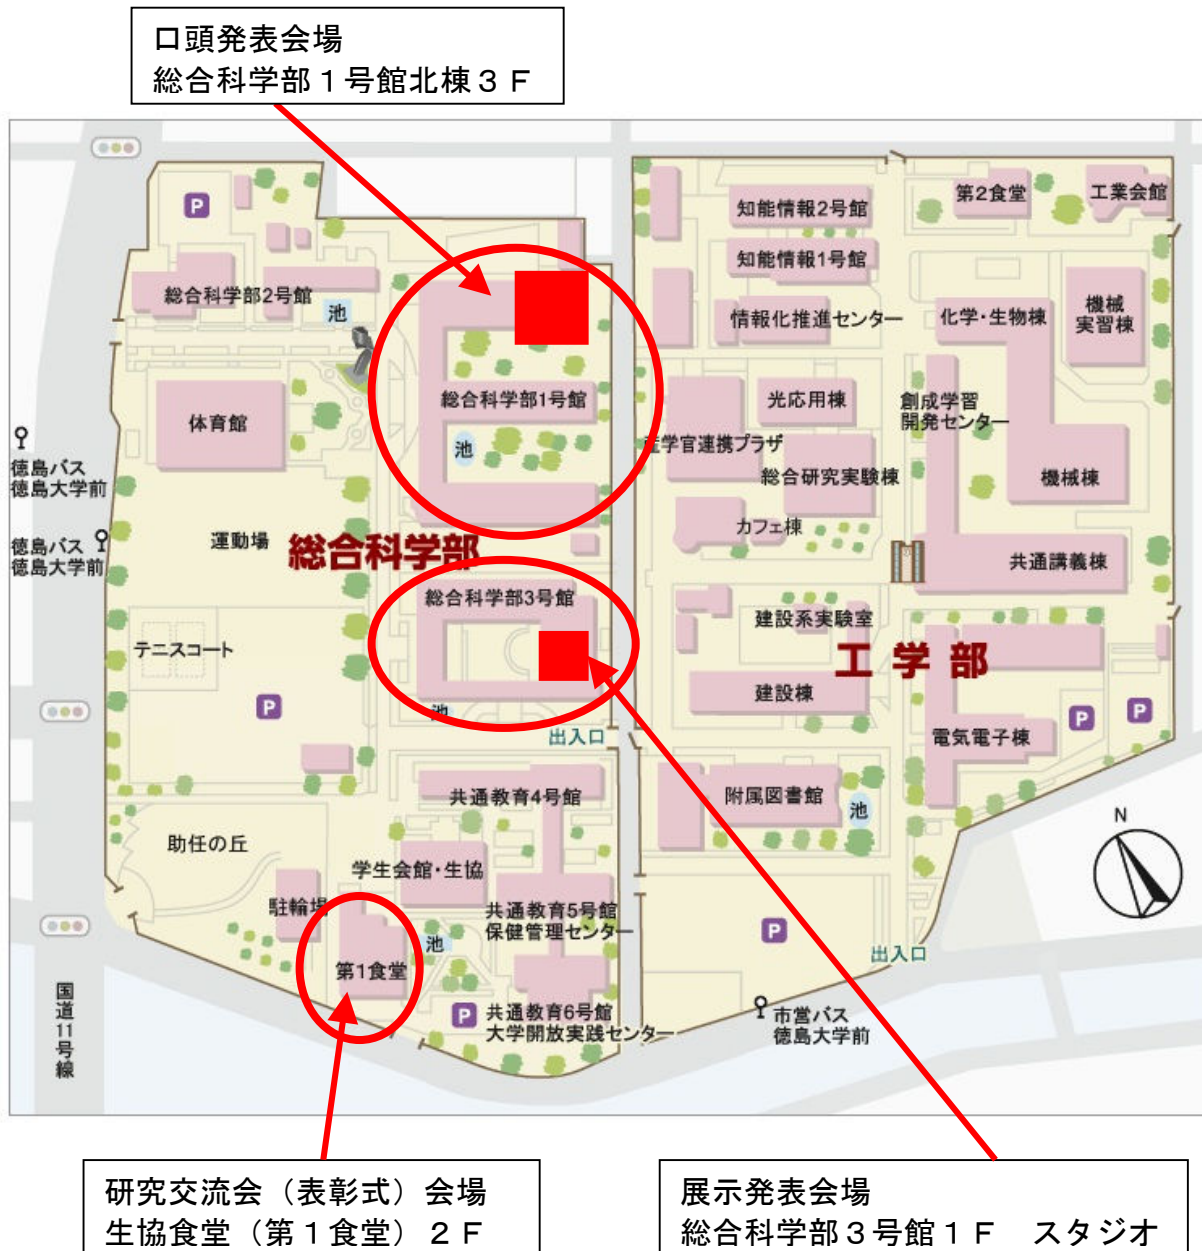 口頭発表会場
総合科学部１号館北棟３Ｆ
P
知能情報2号館
第2食堂
工業会館
知能情報1号館
総合科学部2号館
池
情報化推進センター
化学・生物棟
機械
実習棟
総合科学部1号館
光応用棟
創成学習
開発センター
体育館
池
産学官連携プラザ
総合研究実験棟
機械棟
徳島バス
徳島大学前
カフェ棟
運動場
総合科学部
徳島バス
徳島大学前
共通講義棟
総合科学部3号館
建設系実験室
テニスコート
工学部
建設棟
P
池
P
P
出入口
電気電子棟
共通教育4号館
附属図書館
池
N
助任の丘
学生会館・生協
駐輪場
共通教育5号館
保健管理センター
池
P
第1食堂
出入口
国道11号線
P
共通教育6号館
大学開放実践センター
市営バス
徳島大学前
研究交流会（表彰式）会場
生協食堂（第１食堂）２Ｆ
展示発表会場
総合科学部３号館１Ｆ　スタジオ